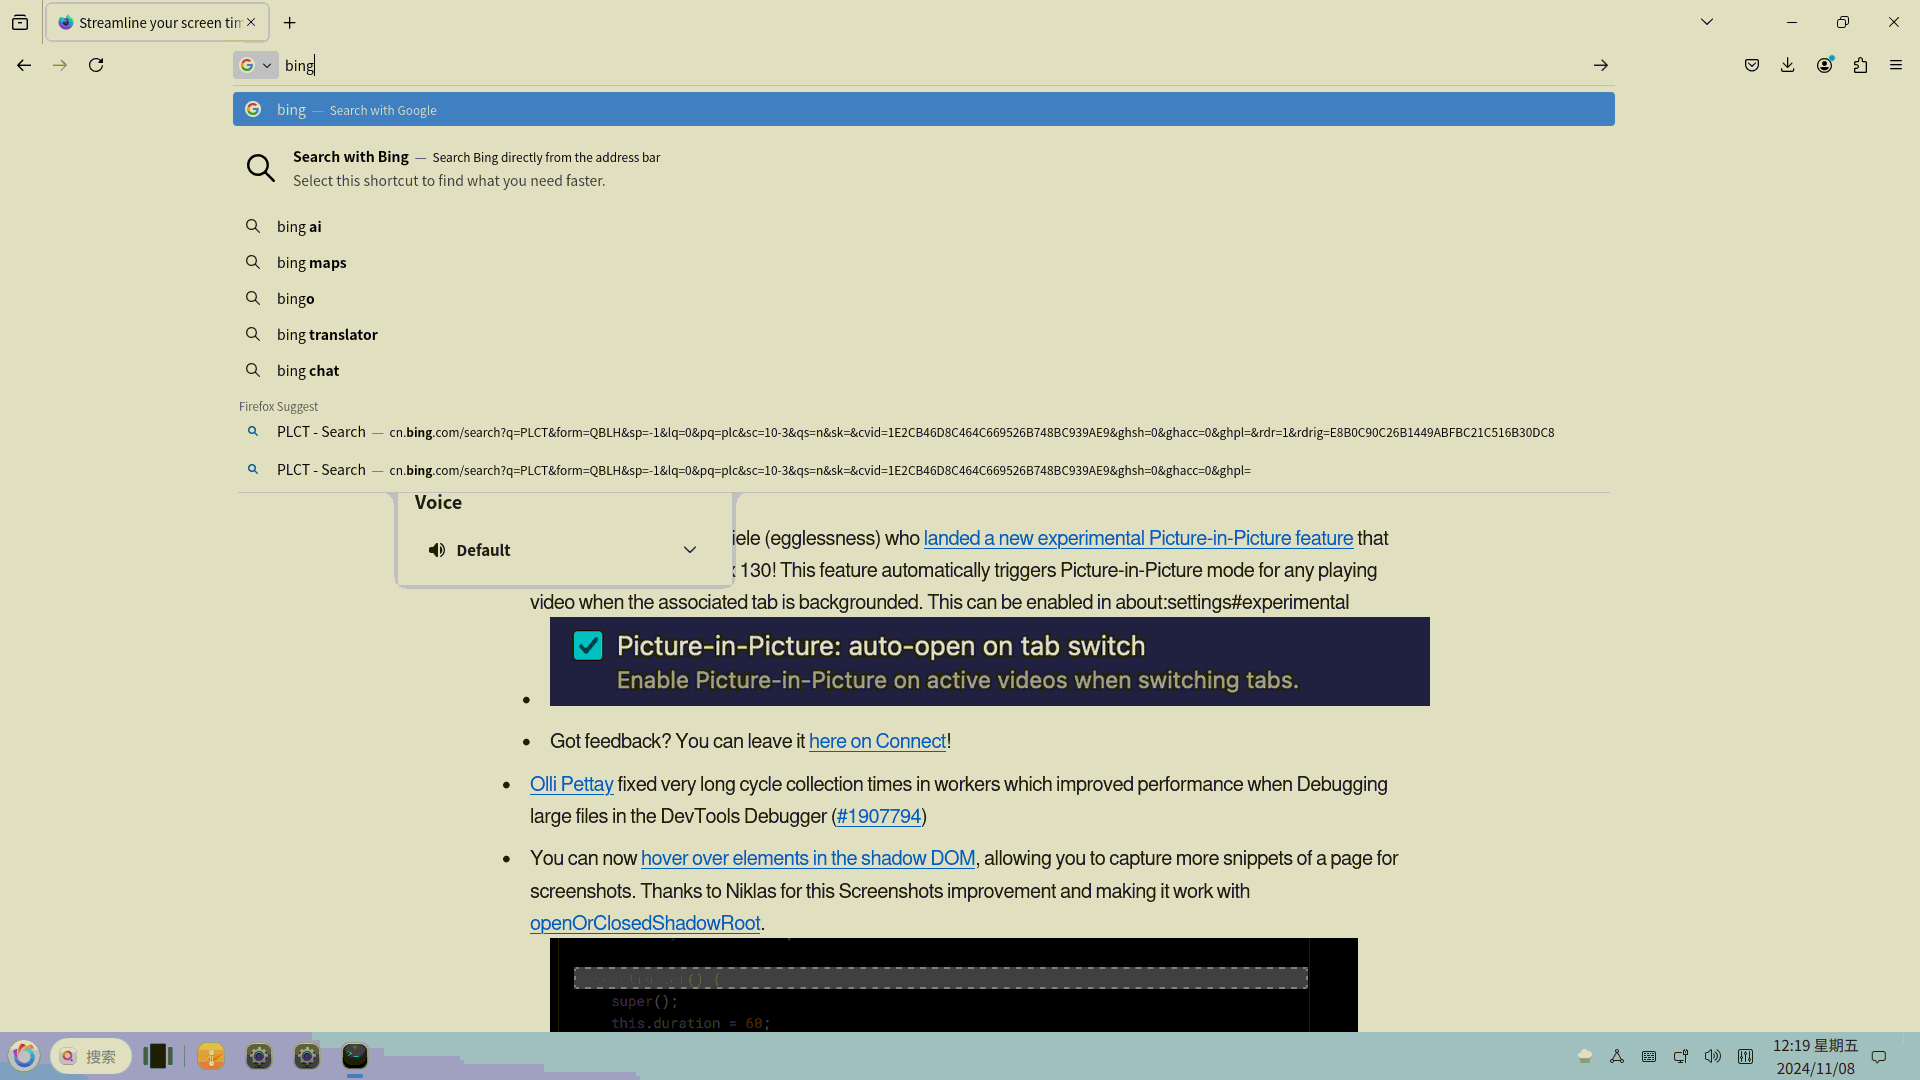 Streamline your screen tim
bing
bing — Search with Google
Search with Bing — Search Bing directly from the address bar
Select this shortcut to find what you need faster.
bing ai
bing maps
bingo
bing translator
bing chat
Firefox Suggest
PLCT - Search — cn.bing.com/search?q=PLCT&form=QBLH&sp=-1&lq=0&pq=plc&sc=10-3&qs=n&sk=&cvid=1E2CB46D8C464C669526B748BC939AE9&ghsh=0&ghacc=0&ghpl=&rdr=1&rdrig=E8B0C90C26B1449ABFBC21C516B30DC8
PLCT - Search — cn.bing.com/search?q=PLCT&form=QBLH&sp=-1&lq=0&pq=plc&sc=10-3&qs=n&sk=&cvid=1E2CB46D8C464C669526B748BC939AE9&ghsh=0&ghacc=0&ghpl=
Voice
Default
iele (egglessness) who landed a new experimental Picture-in-Picture feature that
130! This feature automatically triggers Picture-in-Picture mode for any playing
video when the associated tab is backgrounded. This can be enabled in about:settings#experimental
Picture-in-Picture: auto-open on tab switch
Enable Picture-in-Picture on active videos when switching tabs.
Got feedback? You can leave it here on Connect!
Olli Pettay fixed very long cycle collection times in workers which improved performance when Debugging
large files in the DevTools Debugger (#1907794)
You can now hover over elements in the shadow DOM, allowing you to capture more snippets of a page for
screenshots. Thanks to Niklas for this Screenshots improvement and making it work with
openOrClosedShadowRoot.
() {
super();
this.duration = 60;
搜索
12:19 星期五
2024/11/08